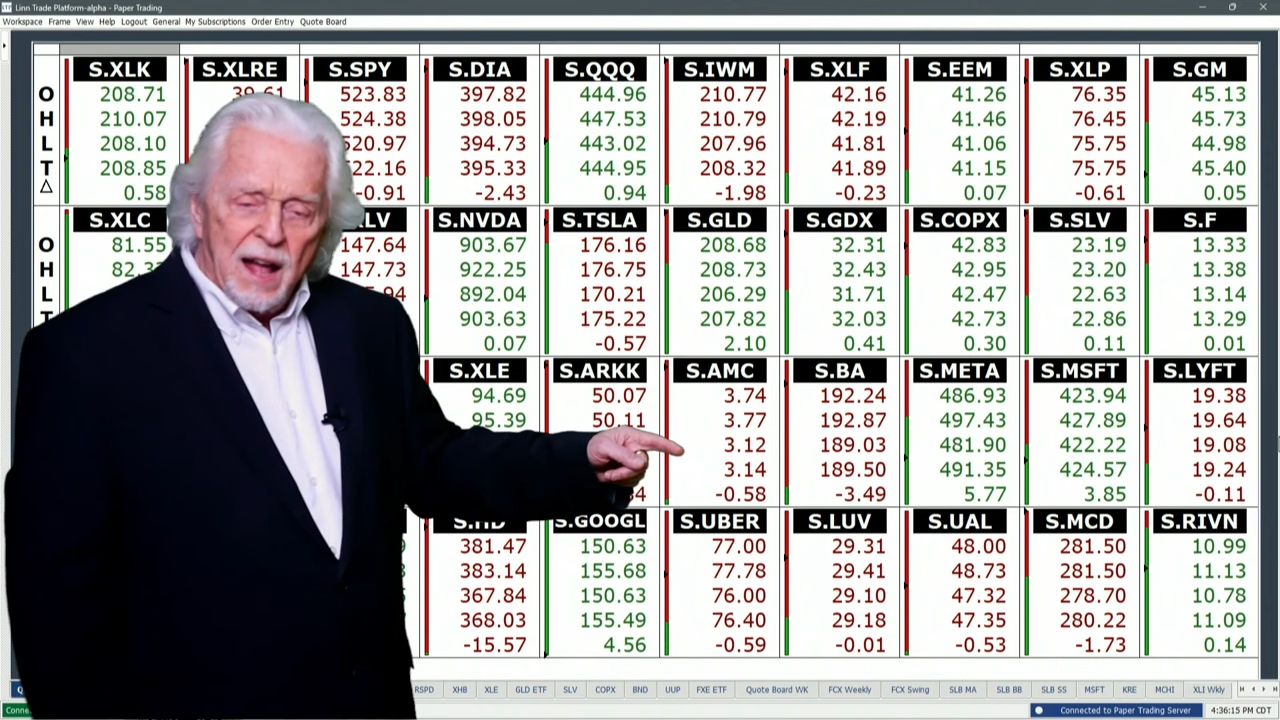 Linn Trade Platform-alpha - Paper Trading
Workspace Frame View Help Logout General My Subscriptions Order Entry Quote Board
S.XLK S.XLRE S.SPY S.DIA S.QQQ S.IWM S.XLF S.EEM S.XLP S.GM
O 208.71 39.61 523.83 397.82 444.96 210.77 42.16 41.26 76.35 45.13
H 210.07 524.38 398.05 447.53 210.79 42.19 41.46 76.45 45.73
L 208.10 520.97 394.73 443.02 207.96 41.81 41.06 75.75 44.98
T 208.85 522.16 395.33 444.95 208.32 41.89 41.15 75.75 45.40
△ 0.58 -0.91 -2.43 0.94 -1.98 -0.23 0.07 -0.61 0.05
S.XLC S.NVDA S.TSLA S.GLD S.GDX S.COPX S.SLV S.F
O 81.55 147.64 903.67 176.16 208.68 32.31 42.83 23.19 13.33
H 147.73 922.25 176.75 208.73 32.43 42.95 23.20 13.38
L 892.04 170.21 206.29 31.71 42.47 22.63 13.14
T 903.63 175.22 207.82 32.03 42.73 22.86 13.29
0.07 -0.57 2.10 0.41 0.30 0.11 0.01
S.XLE S.ARKK S.AMC S.BA S.META S.MSFT S.LYFT
94.69 50.07 3.74 192.24 486.93 423.94 19.38
95.39 50.11 3.77 192.87 497.43 427.89 19.64
3.12 189.03 481.90 422.22 19.08
3.14 189.50 491.35 424.57 19.24
-0.58 -3.49 5.77 3.85 -0.11
S.HD S.GOOGL S.UBER S.LUV S.UAL S.MCD S.RIVN
381.47 150.63 77.00 29.31 48.00 281.50 10.99
383.14 155.68 77.78 29.41 48.73 281.50 11.13
367.84 150.63 76.00 29.10 47.32 278.70 10.78
368.03 155.49 76.40 29.18 47.35 280.22 11.09
-15.57 4.56 -0.59 -0.01 -0.53 -1.73 0.14
RSPD XHB XLE GLD ETF SLV COPX BND UUP FXE ETF Quote Board WK FCX Weekly FCX Swing SLB MA SLB BB SLB SS MSFT KRE MCHI XLI Wkly
Connected to Paper Trading Server 4:36:15 PM CDT